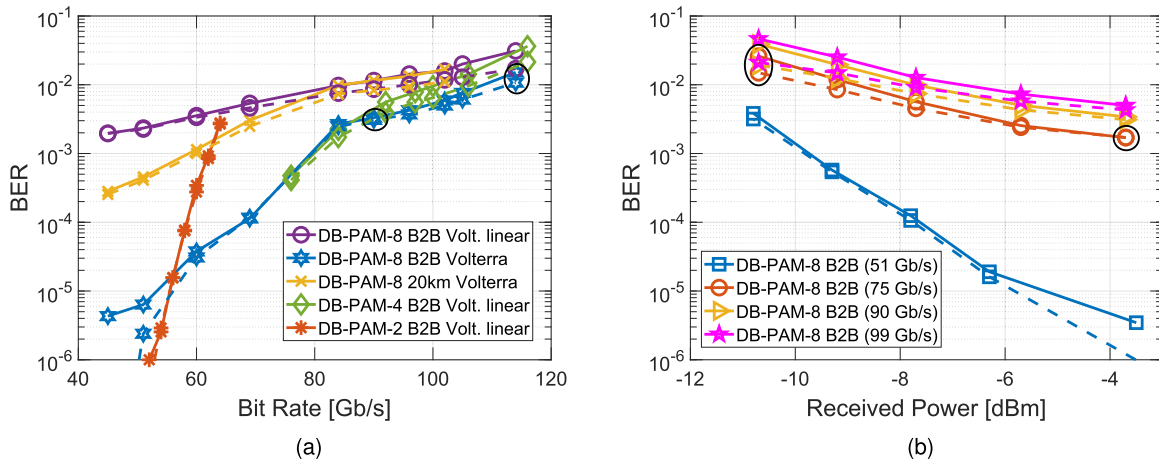 10^-1
10^-2
10^-3
10^-4
10^-5
10^-6
BER
DB-PAM-8 B2B Volt. linear
DB-PAM-8 B2B Volterra
DB-PAM-8 20km Volterra
DB-PAM-4 B2B Volt. linear
DB-PAM-2 B2B Volt. linear
40 60 80 100 120
Bit Rate [Gb/s]
(a)
10^-1
10^-2
10^-3
10^-4
10^-5
10^-6
BER
DB-PAM-8 B2B (51 Gb/s)
DB-PAM-8 B2B (75 Gb/s)
DB-PAM-8 B2B (90 Gb/s)
DB-PAM-8 B2B (99 Gb/s)
-12 -10 -8 -6 -4
Received Power [dBm]
(b)